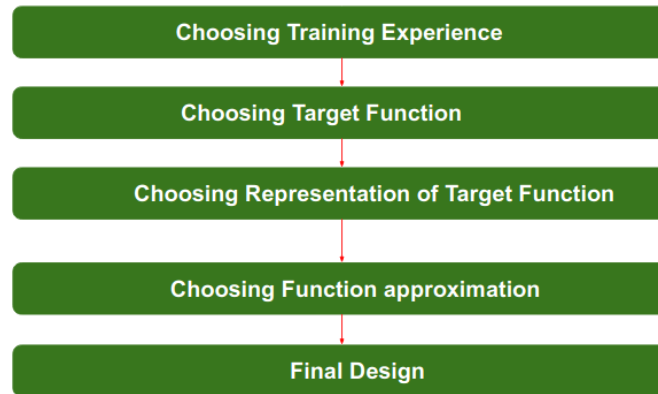 Choosing Training Experience
Choosing Target Function
Choosing Representation of Target Function
Choosing Function approximation
Final Design